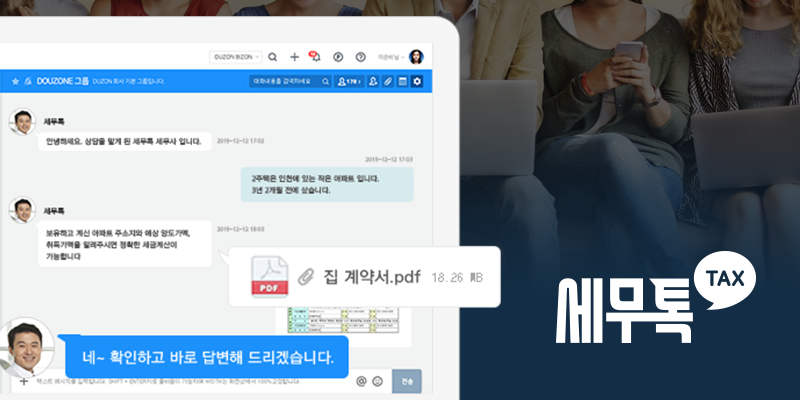 DUZON BIZON
DOUZONE 그룹
DUZON 회사 기본 그룹입니다.
대화내용을 검색하세요
세무톡
안녕하세요. 상담을 맡게 된 세무톡 세무사 입니다.
2019-12-12 17:02
2019-12-12 17:03
2주택은 인천에 있는 작은 아파트 입니다.
3년 2개월 전에 샀습니다.
세무톡
2019-12-12 18:03
보유하고 계신 아파트 주소지와 예상 양도가액,
취득가액을 알려주시면 정확한 세금계산이
가능합니다
PDF
집 계약서.pdf
18.26 MB
네~ 확인하고 바로 답변해 드리겠습니다.
전송
세무톡
TAX